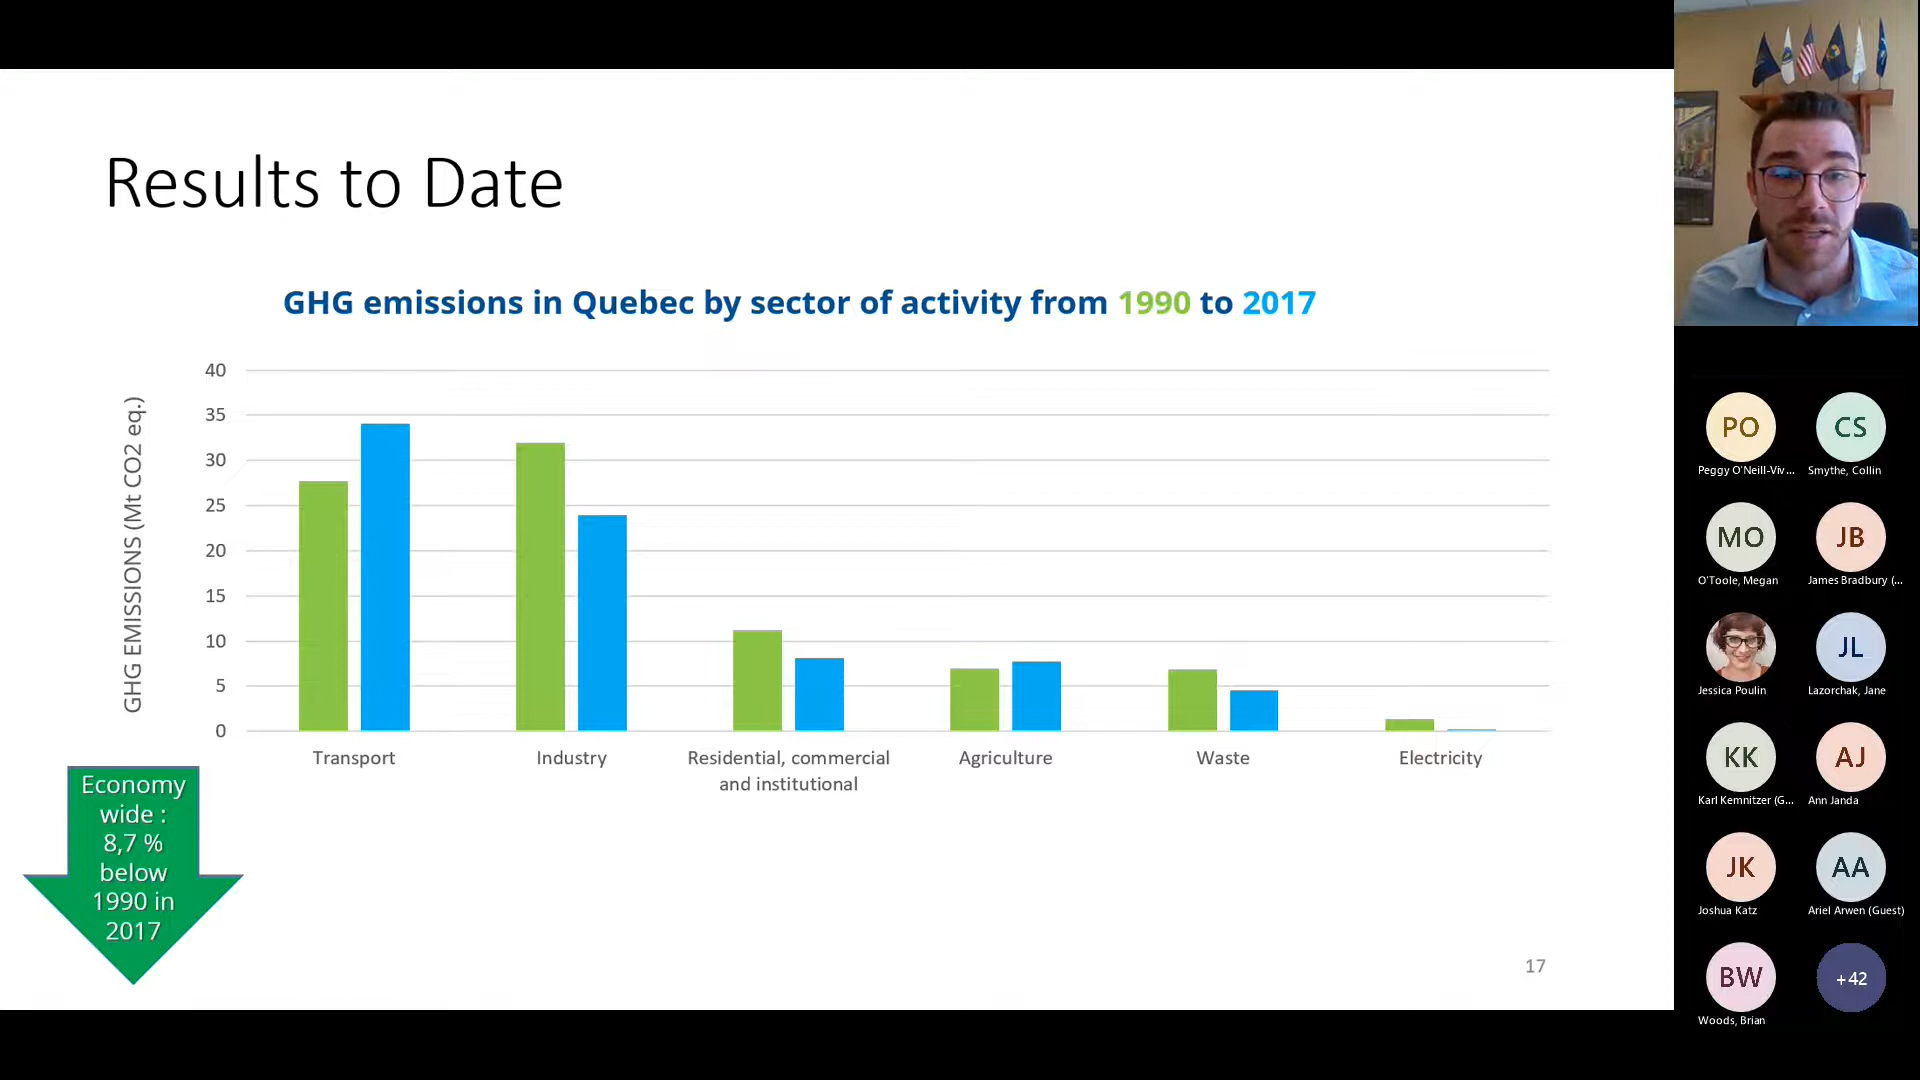 Results to Date
GHG emissions in Quebec by sector of activity from 1990 to 2017
GHG EMISSIONS (Mt CO2 eq.)
40
35
30
25
20
15
10
5
0
Transport
Industry
Residential, commercial
and institutional
Agriculture
Waste
Electricity
Economy
wide :
8,7 %
below
1990 in
2017
17
PO
Peggy O'Neill-Viv...
CS
Smythe, Collin
MO
O'Toole, Megan
JB
James Bradbury (...
Jessica Poulin
JL
Lazorchak, Jane
KK
Karl Kemnitzer (G...
AJ
Ann Janda
JK
Joshua Katz
AA
Ariel Arwen (Guest)
BW
Woods, Brian
+42